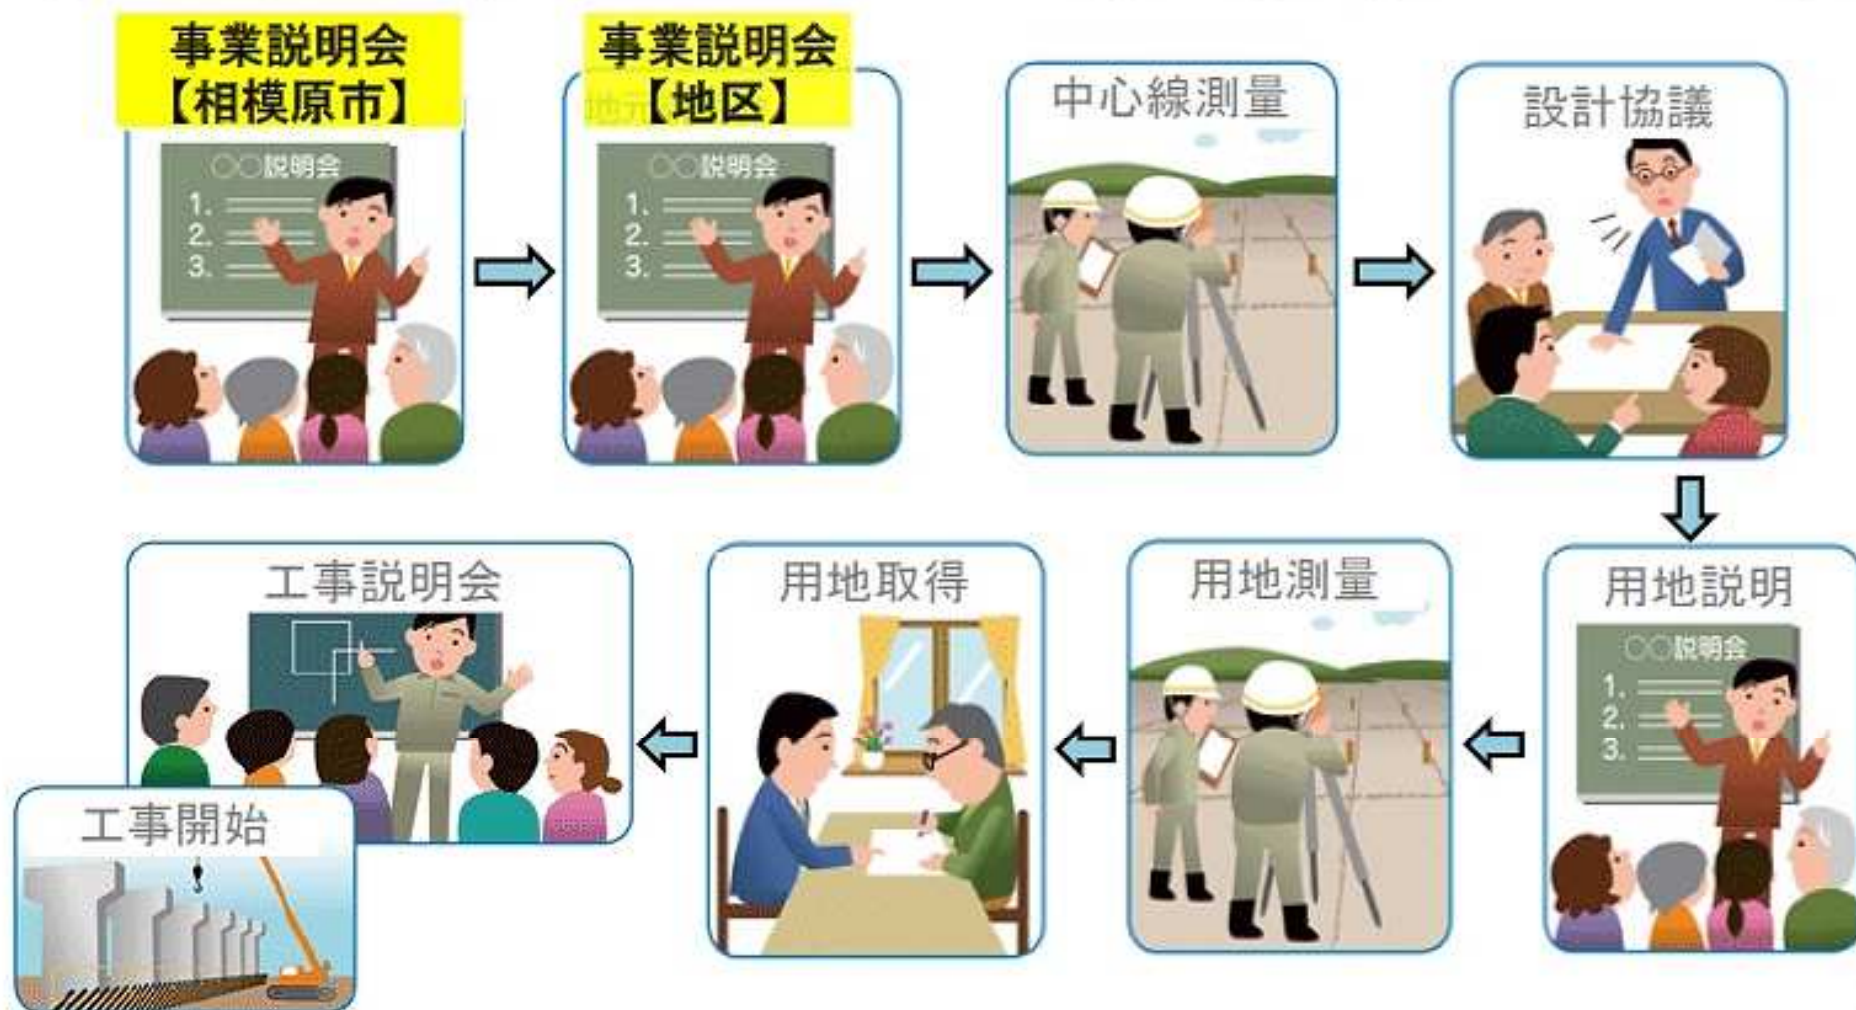 事業説明会
【相模原市】
○○説明会
1.
2.
3.
事業説明会
地元【地区】
○○説明会
1.
2.
3.
中心線測量
設計協議
用地説明
○○説明会
1.
2.
3.
用地測量
用地取得
工事説明会
工事開始